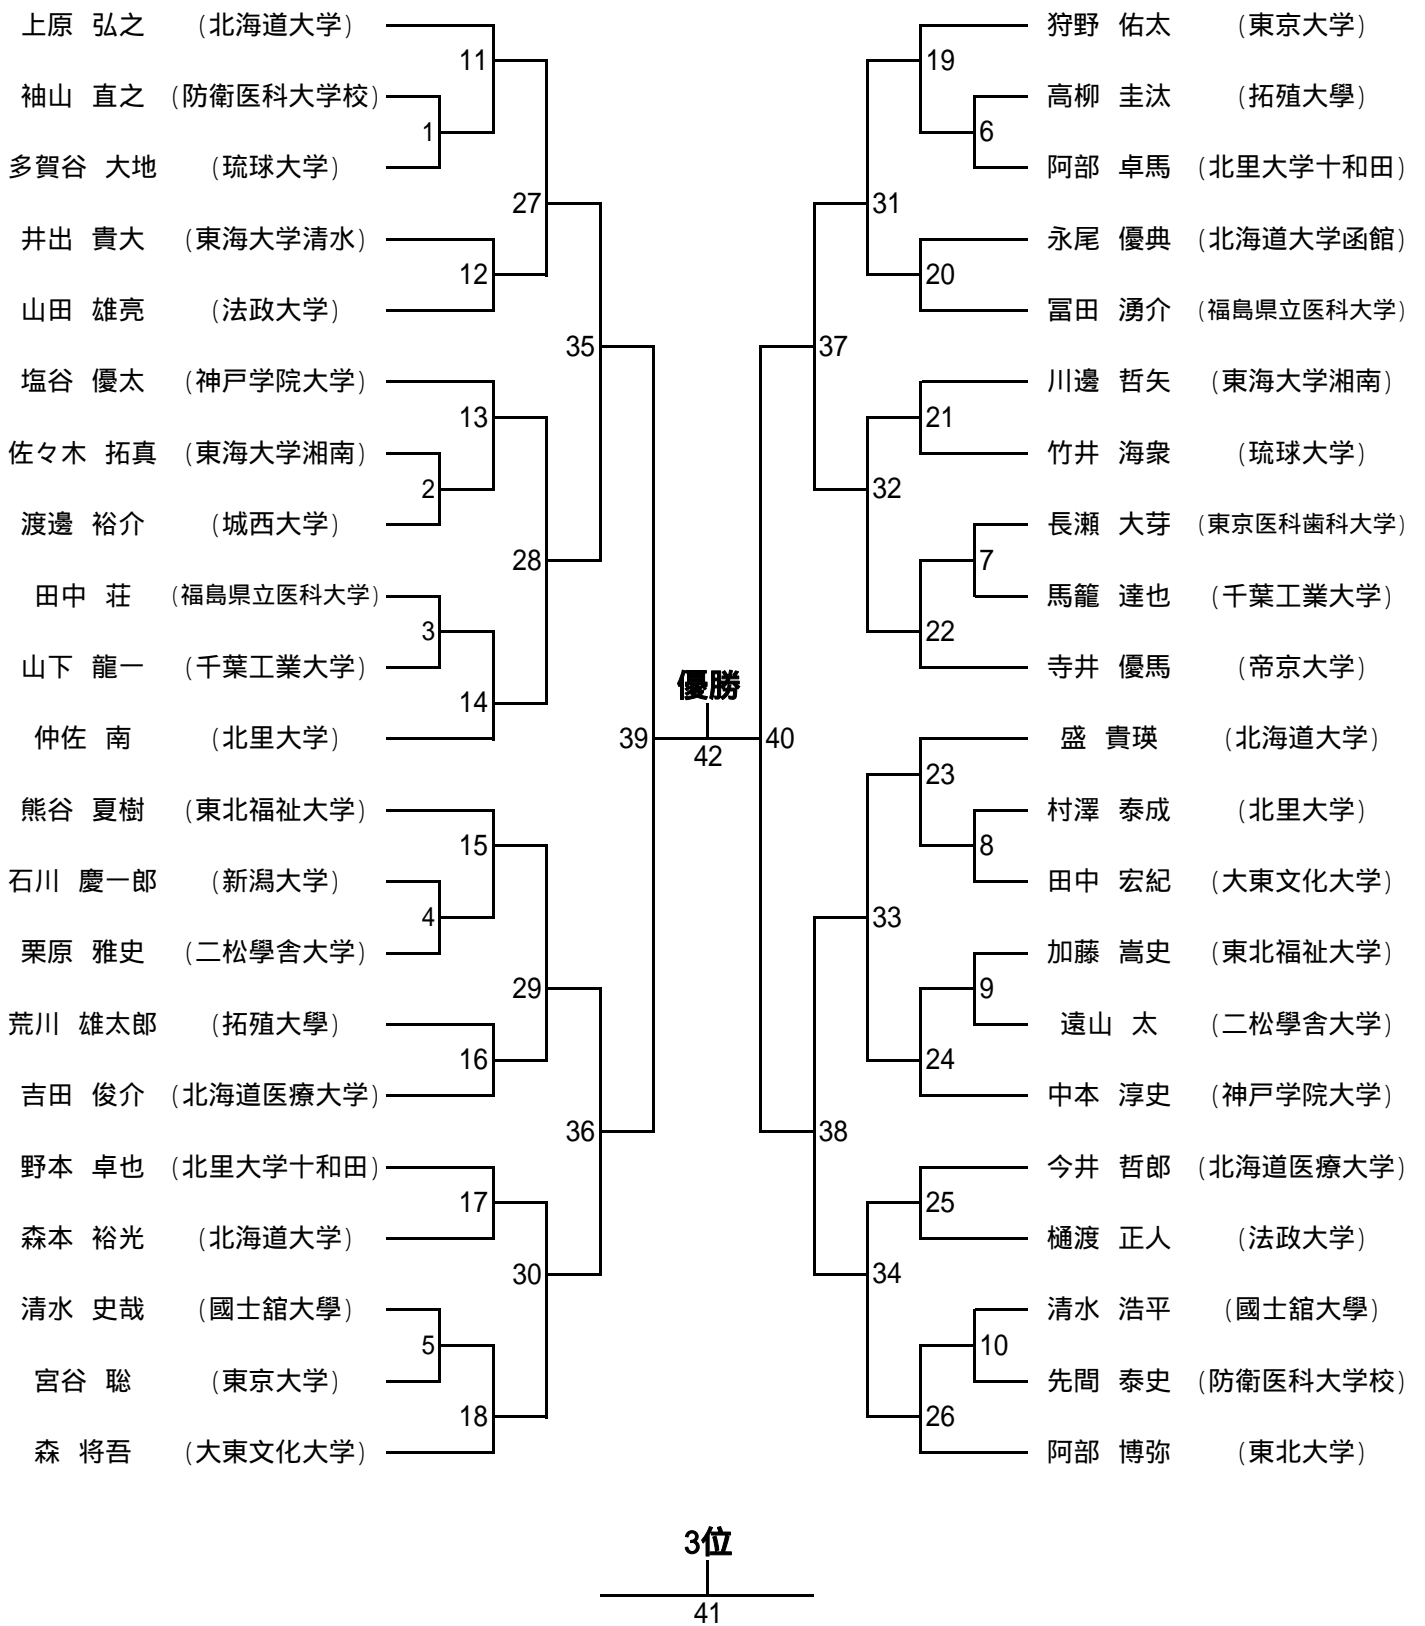 上原 弘之 (北海道大学)
11
袖山 直之 (防衛医科大学校)
1
多賀谷 大地 (琉球大学)
27
井出 貴大 (東海大学清水)
12
山田 雄亮 (法政大学)
35
塩谷 優太 (神戸学院大学)
13
佐々木 拓真 (東海大学湘南)
2
渡邊 裕介 (城西大学)
28
田中 荘 (福島県立医科大学)
3
山下 龍一 (千葉工業大学)
14
仲佐 南 (北里大学)
39
熊谷 夏樹 (東北福祉大学)
15
石川 慶一郎 (新潟大学)
4
栗原 雅史 (二松學舎大学)
29
荒川 雄太郎 (拓殖大學)
16
吉田 俊介 (北海道医療大学)
36
野本 卓也 (北里大学十和田)
17
森本 裕光 (北海道大学)
30
清水 史哉 (國士舘大學)
5
宮谷 聡 (東京大学)
18
森 将吾 (大東文化大学)
優勝
42
狩野 佑太 (東京大学)
19
高柳 圭汰 (拓殖大學)
6
阿部 卓馬 (北里大学十和田)
31
永尾 優典 (北海道大学函館)
20
冨田 湧介 (福島県立医科大学)
37
川邊 哲矢 (東海大学湘南)
21
竹井 海衆 (琉球大学)
32
長瀬 大芽 (東京医科歯科大学)
7
馬籠 達也 (千葉工業大学)
22
寺井 優馬 (帝京大学)
40
盛 貴瑛 (北海道大学)
23
村澤 泰成 (北里大学)
8
田中 宏紀 (大東文化大学)
33
加藤 嵩史 (東北福祉大学)
9
遠山 太 (二松學舎大学)
24
中本 淳史 (神戸学院大学)
38
今井 哲郎 (北海道医療大学)
25
樋渡 正人 (法政大学)
34
清水 浩平 (國士舘大學)
10
先間 泰史 (防衛医科大学校)
26
阿部 博弥 (東北大学)
3位
41